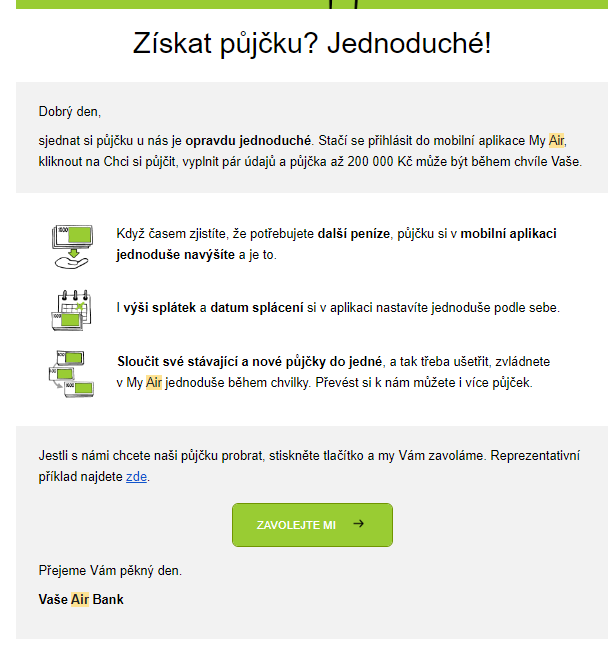 Získat půjčku? Jednoduché!
Dobrý den,
sjednat si půjčku u nás je opravdu jednoduché. Stačí se přihlásit do mobilní aplikace My Air,
kliknout na Chci si půjčit, vyplnit pár údajů a půjčka až 200 000 Kč může být během chvíle Vaše.
Když časem zjistíte, že potřebujete další peníze, půjčku si v mobilní aplikaci
jednoduše navýšíte a je to.
I výši splátek a datum splácení si v aplikaci nastavíte jednoduše podle sebe.
Sloučit své stávající a nové půjčky do jedné, a tak třeba ušetřit, zvládnete
v My Air jednoduše během chvilky. Převést si k nám můžete i více půjček.
Jestli s námi chcete naši půjčku probrat, stiskněte tlačítko a my Vám zavoláme. Reprezentativní
příklad najdete zde.
ZAVOLEJTE MI →
Přejeme Vám pěkný den.
Vaše Air Bank